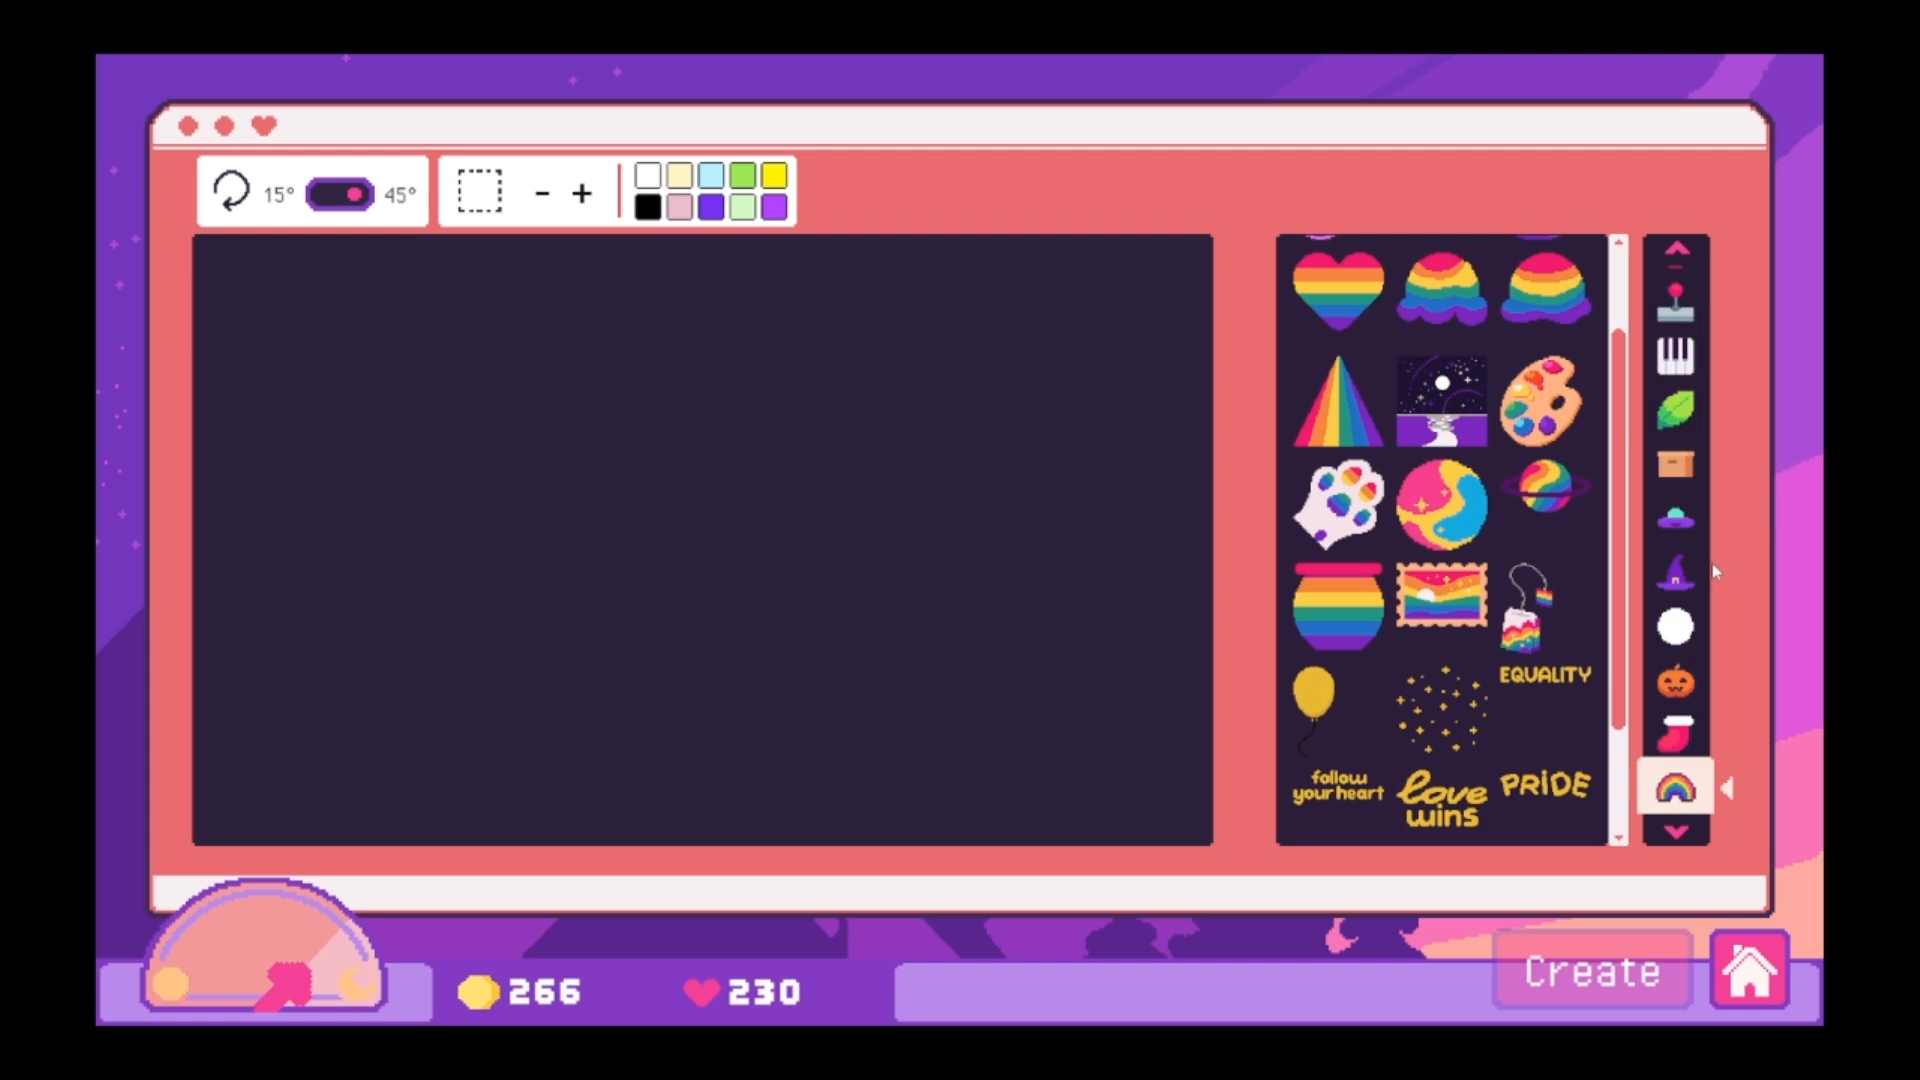 15° 45° - +
EQUALITY
follow
your heart
love
wins
PRiDE
266 230
Create